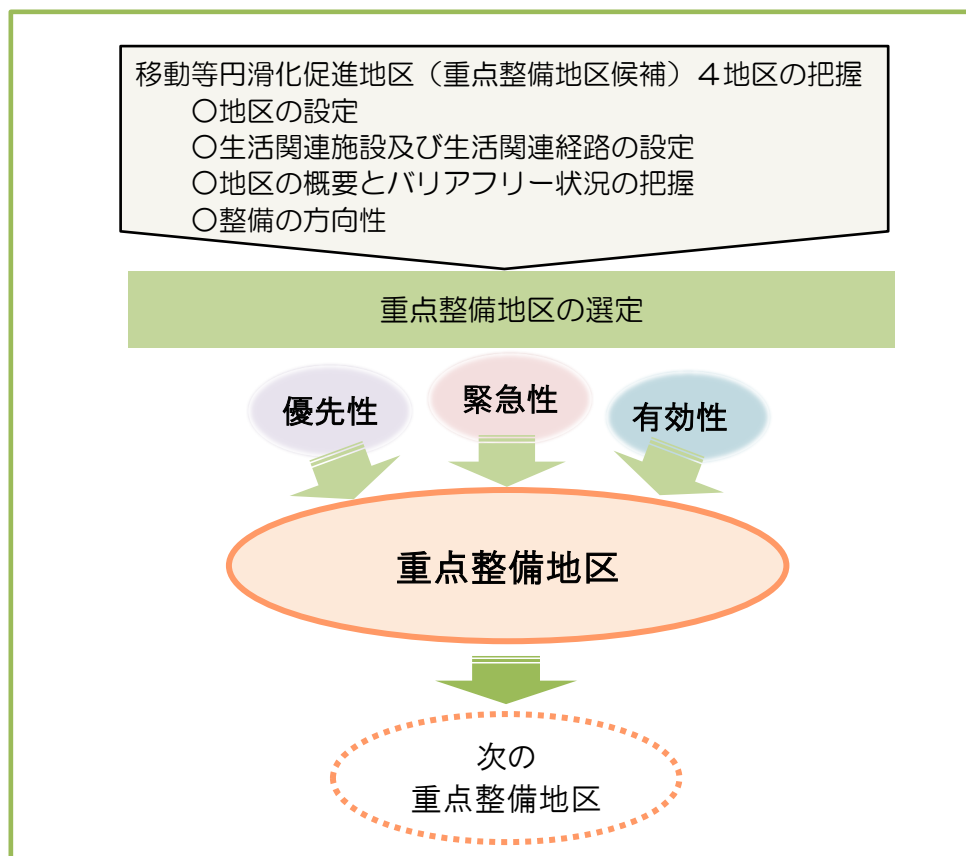 移動等円滑化促進地区（重点整備地区候補）４地区の把握
〇地区の設定
〇生活関連施設及び生活関連経路の設定
〇地区の概要とバリアフリー状況の把握
〇整備の方向性
重点整備地区の選定
優先性
緊急性
有効性
重点整備地区
次の
重点整備地区